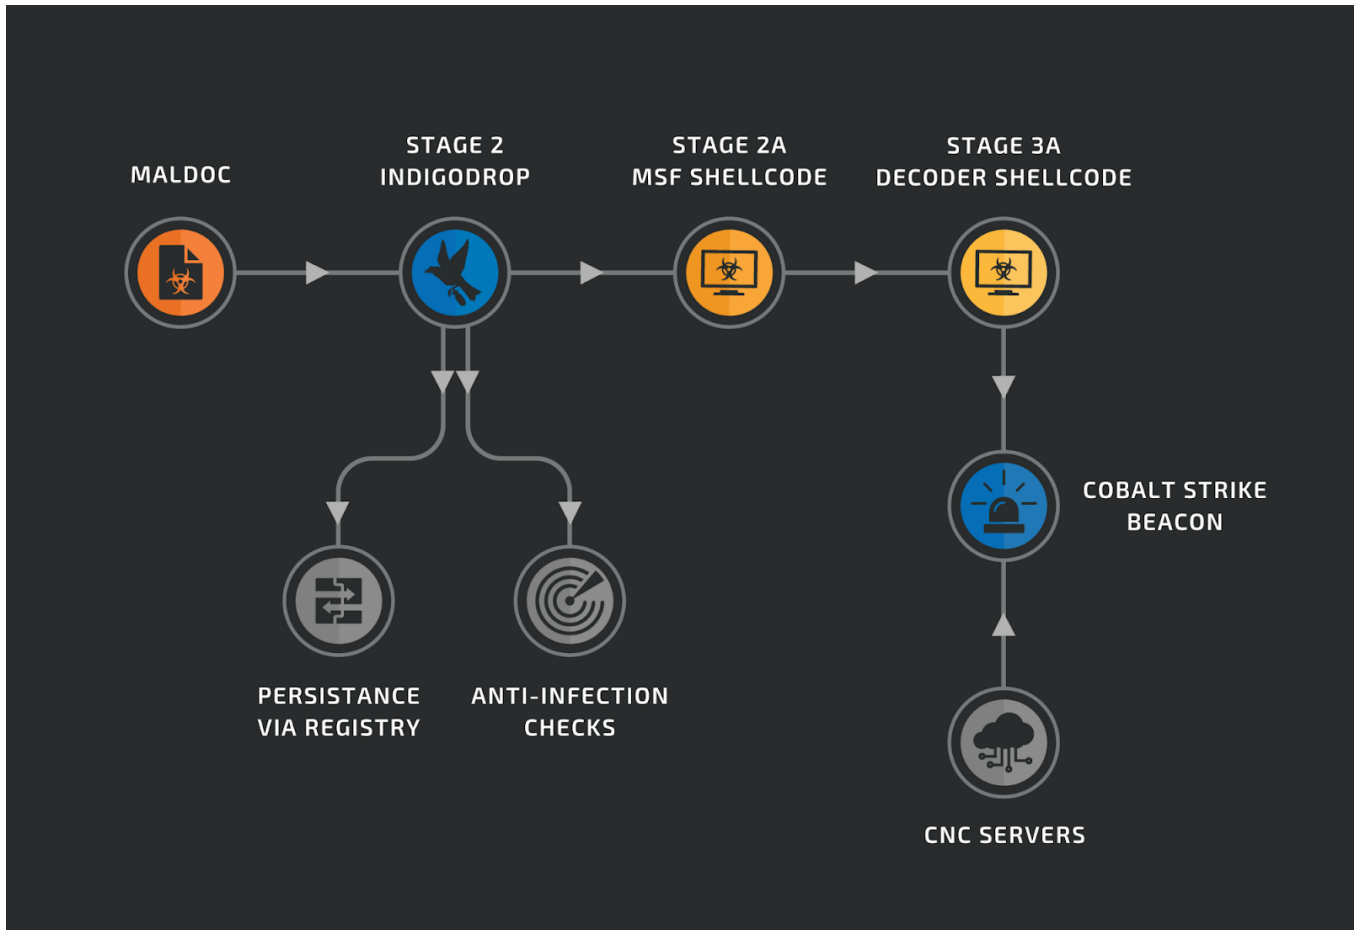 MALDOC
STAGE 2
INDIGODROP
STAGE 2A
MSF SHELLCODE
STAGE 3A
DECODER SHELLCODE
COBALT STRIKE
BEACON
PERSISTANCE
VIA REGISTRY
ANTI-INFECTION
CHECKS
CNC SERVERS